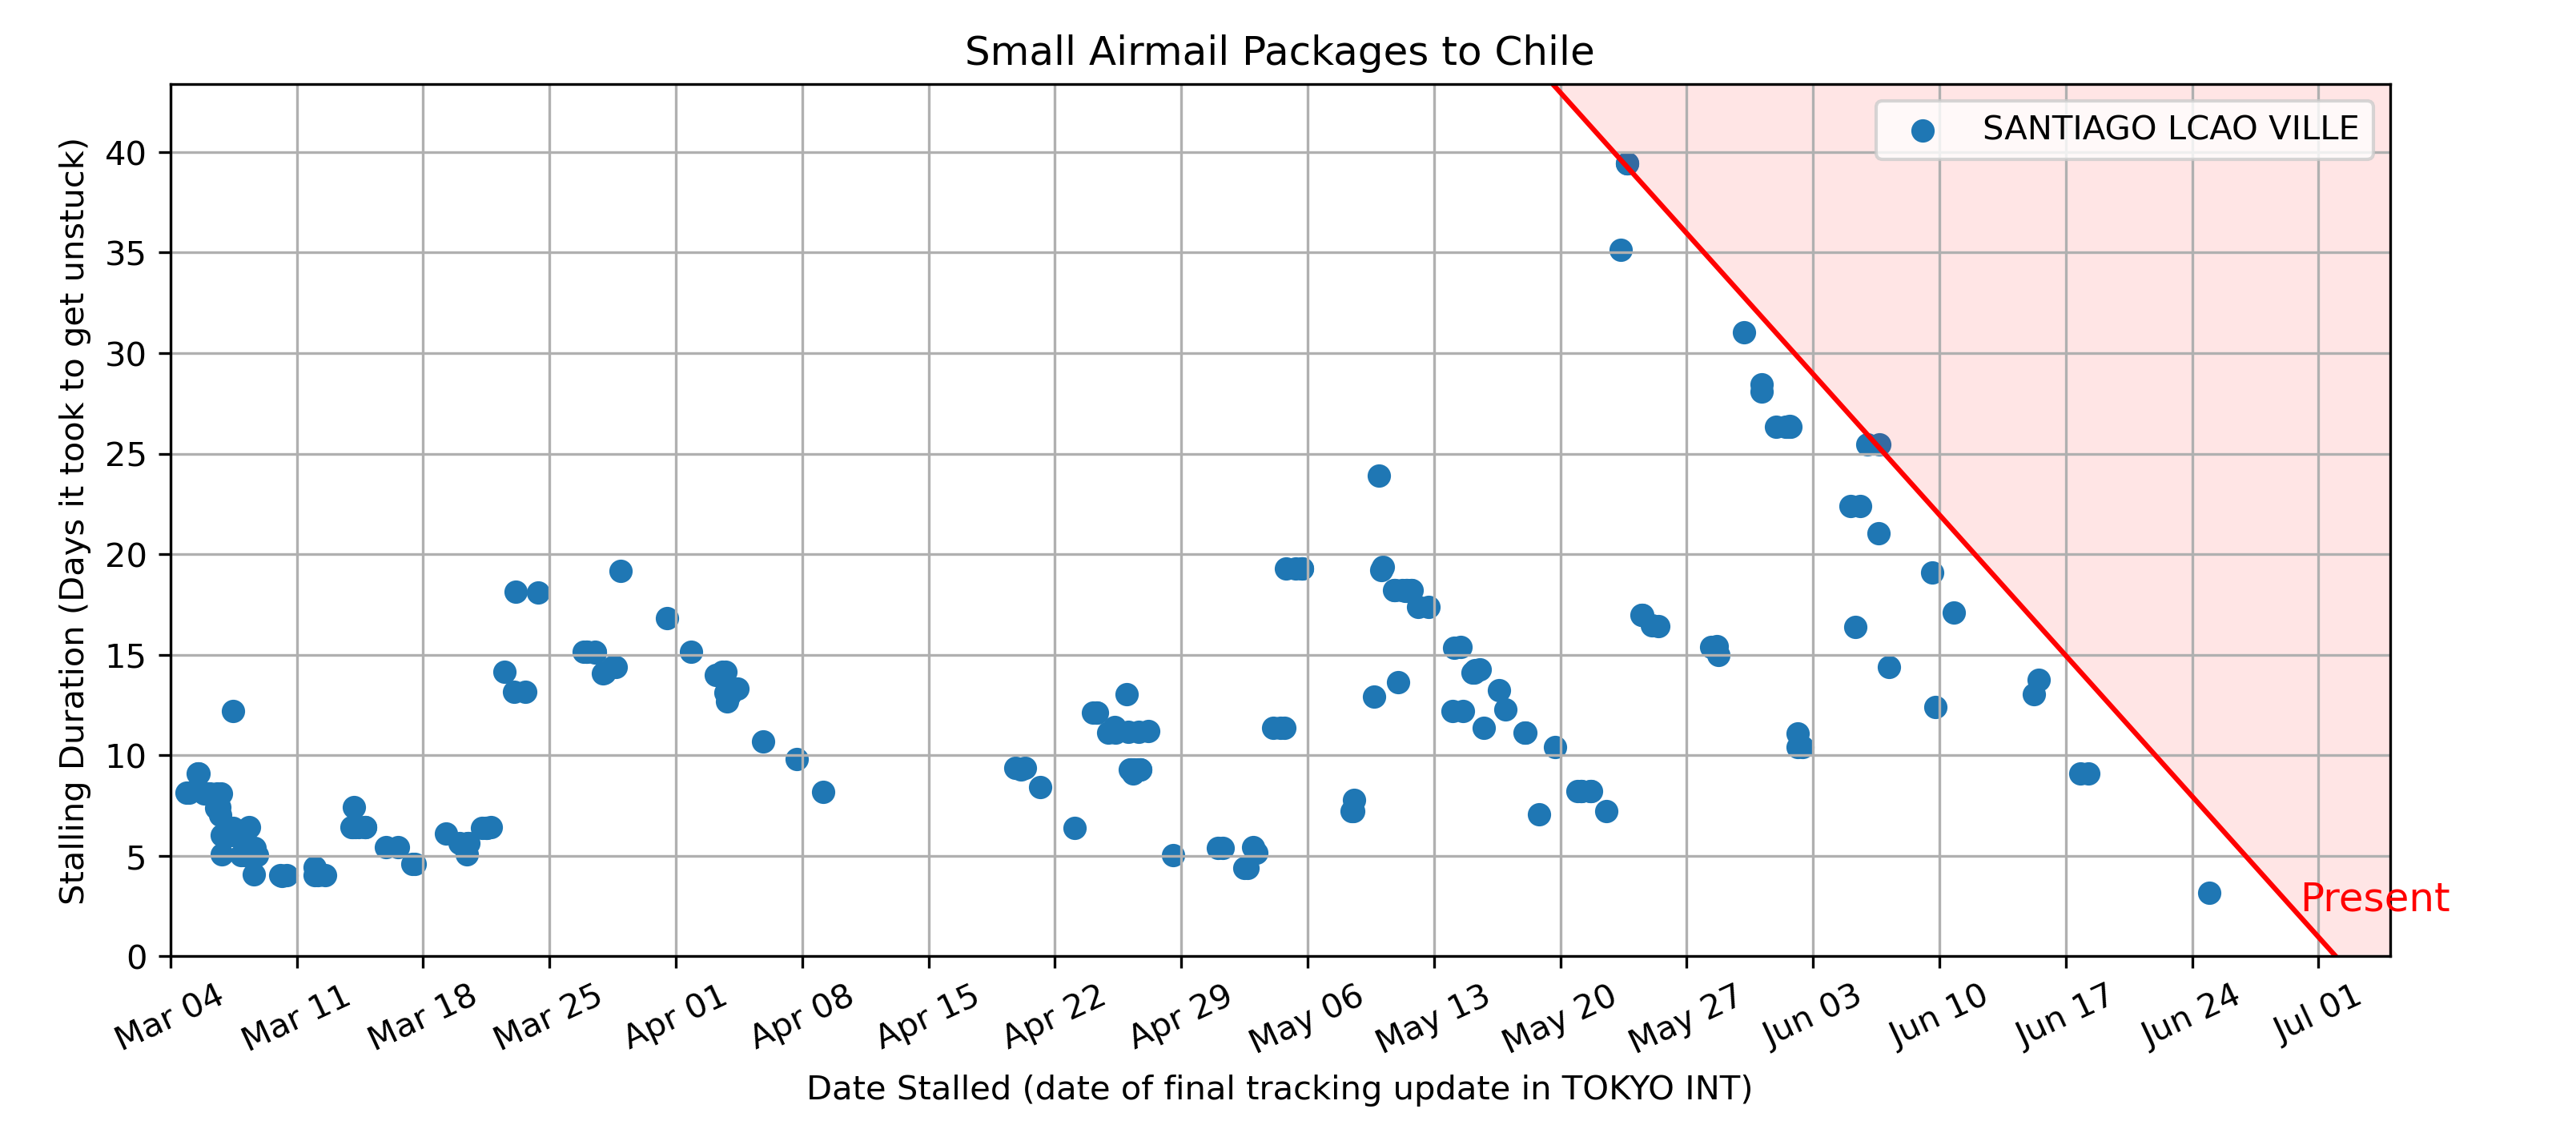 Small Airmail Packages to Chile
SANTIAGO LCAO VILLE
Stalling Duration (Days it took to get unstuck)
40
35
30
25
20
15
10
5
0
Present
Mar 04
Mar 11
Mar 18
Mar 25
Apr 01
Apr 08
Apr 15
Apr 22
Apr 29
May 06
May 13
May 20
May 27
Jun 03
Jun 10
Jun 17
Jun 24
Jul 01
Date Stalled (date of final tracking update in TOKYO INT)